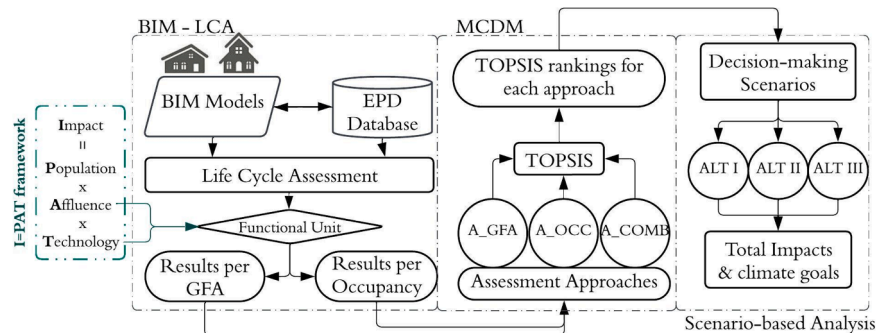 I=PAT framework
Impact
=
Population
x
Affluence
x
Technology
BIM - LCA
BIM Models
EPD
Database
Life Cycle Assessment
Functional Unit
Results per
GFA
Results per
Occupancy
MCDM
TOPSIS rankings for
each approach
TOPSIS
A_GFA
A_OCC
A_COMB
Assessment Approaches
Decision-making
Scenarios
ALT I
ALT II
ALT III
Total Impacts
& climate goals
Scenario-based Analysis